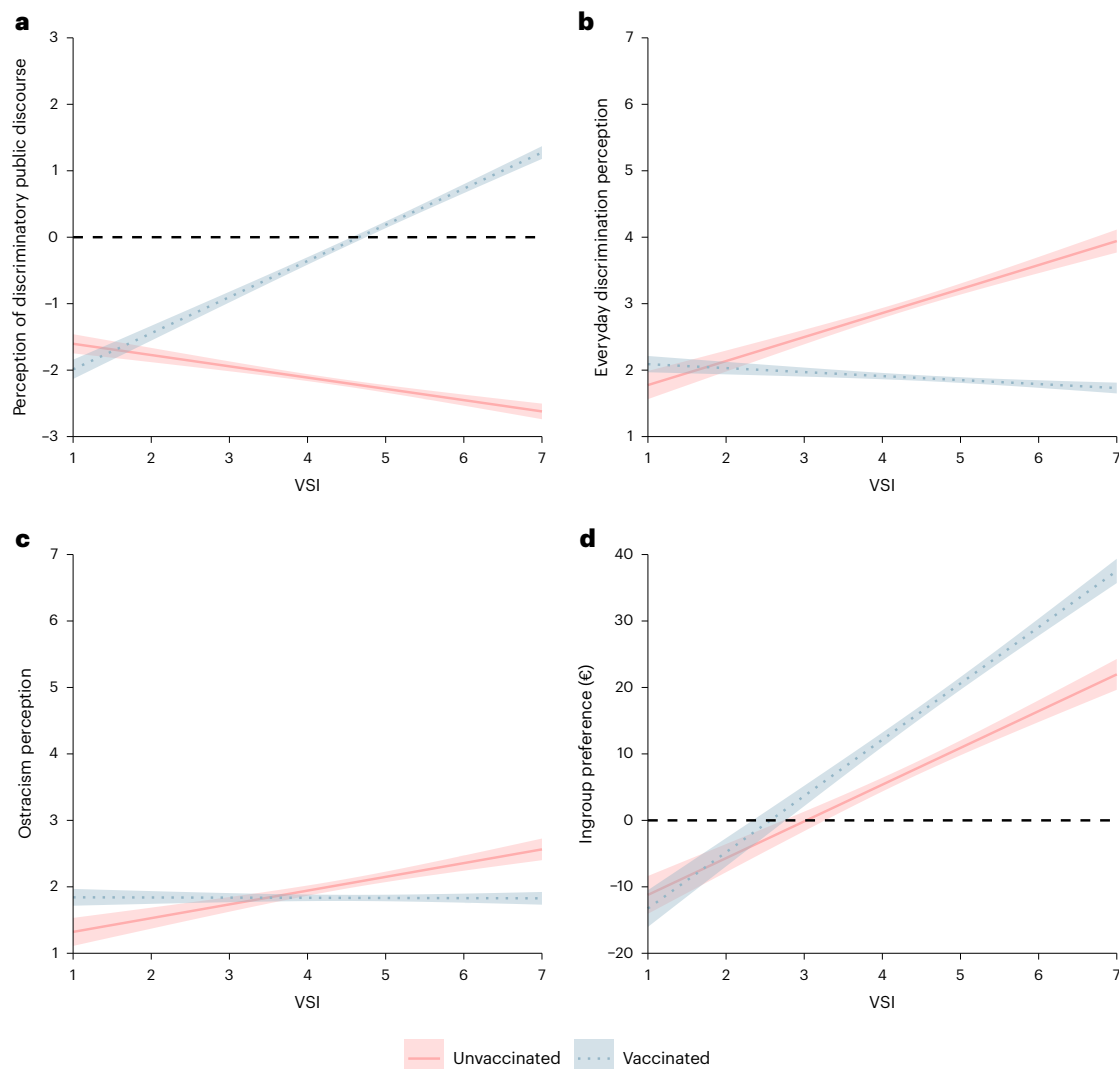 a
Perception of discriminatory public discourse
3
2
1
0
–1
–2
–3
1 2 3 4 5 6 7
VSI
b
Everyday discrimination perception
7
6
5
4
3
2
1
1 2 3 4 5 6 7
VSI
c
Ostracism perception
7
6
5
4
3
2
1
1 2 3 4 5 6 7
VSI
d
Ingroup preference (€)
40
30
20
10
0
–10
–20
1 2 3 4 5 6 7
VSI
Unvaccinated Vaccinated